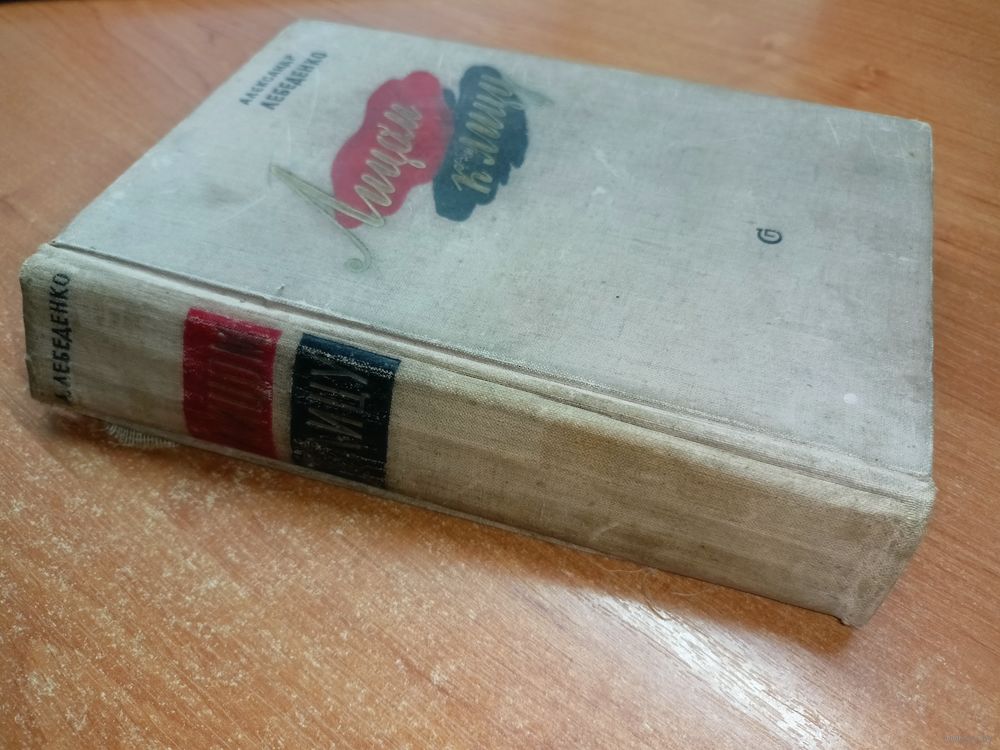 АЛЕКСАНДР
ЛЕБЕДЕНКО
Лицом
к лицу
А. ЛЕБЕДЕНКО
ЛИЦОМ
ЛИЦУ